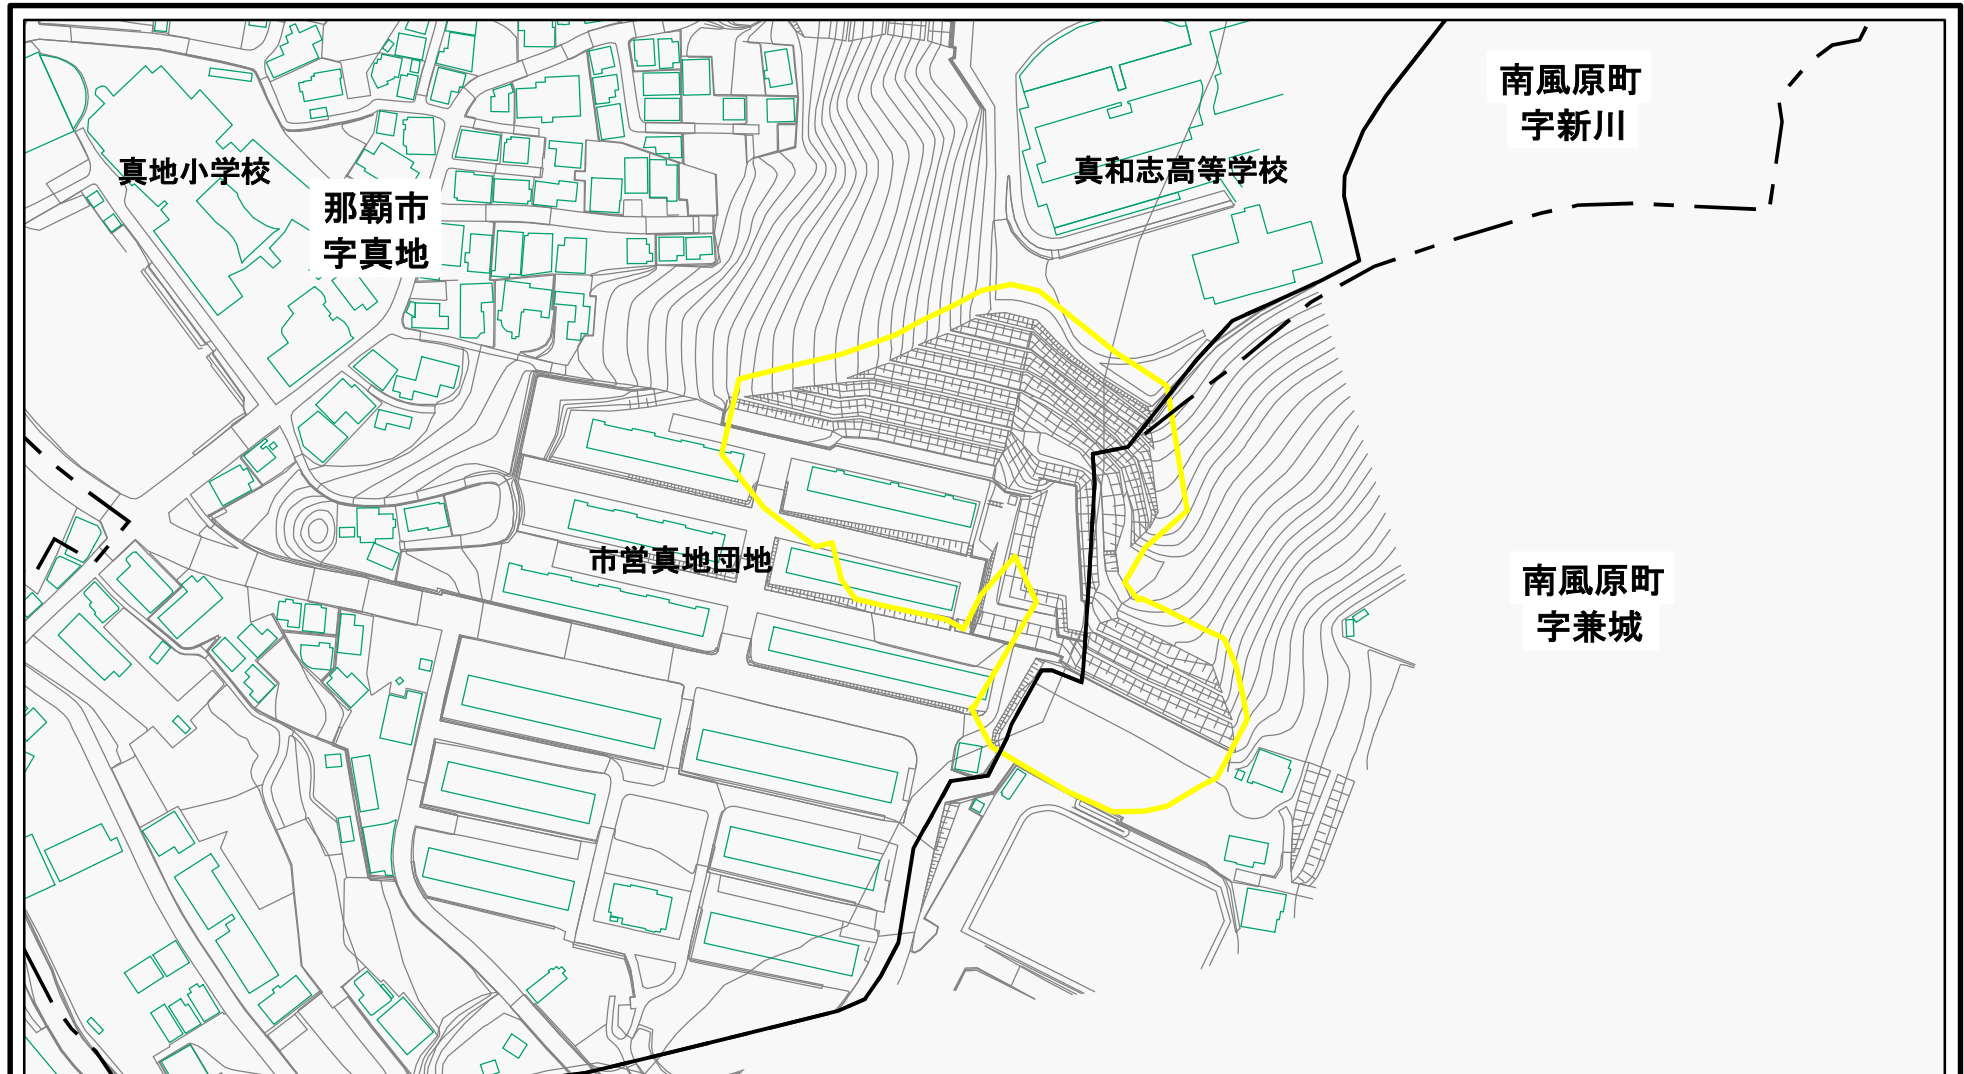 南風原町
字新川
真地小学校
真和志高等学校
那覇市
字真地
市営真地団地
南風原町
字兼城